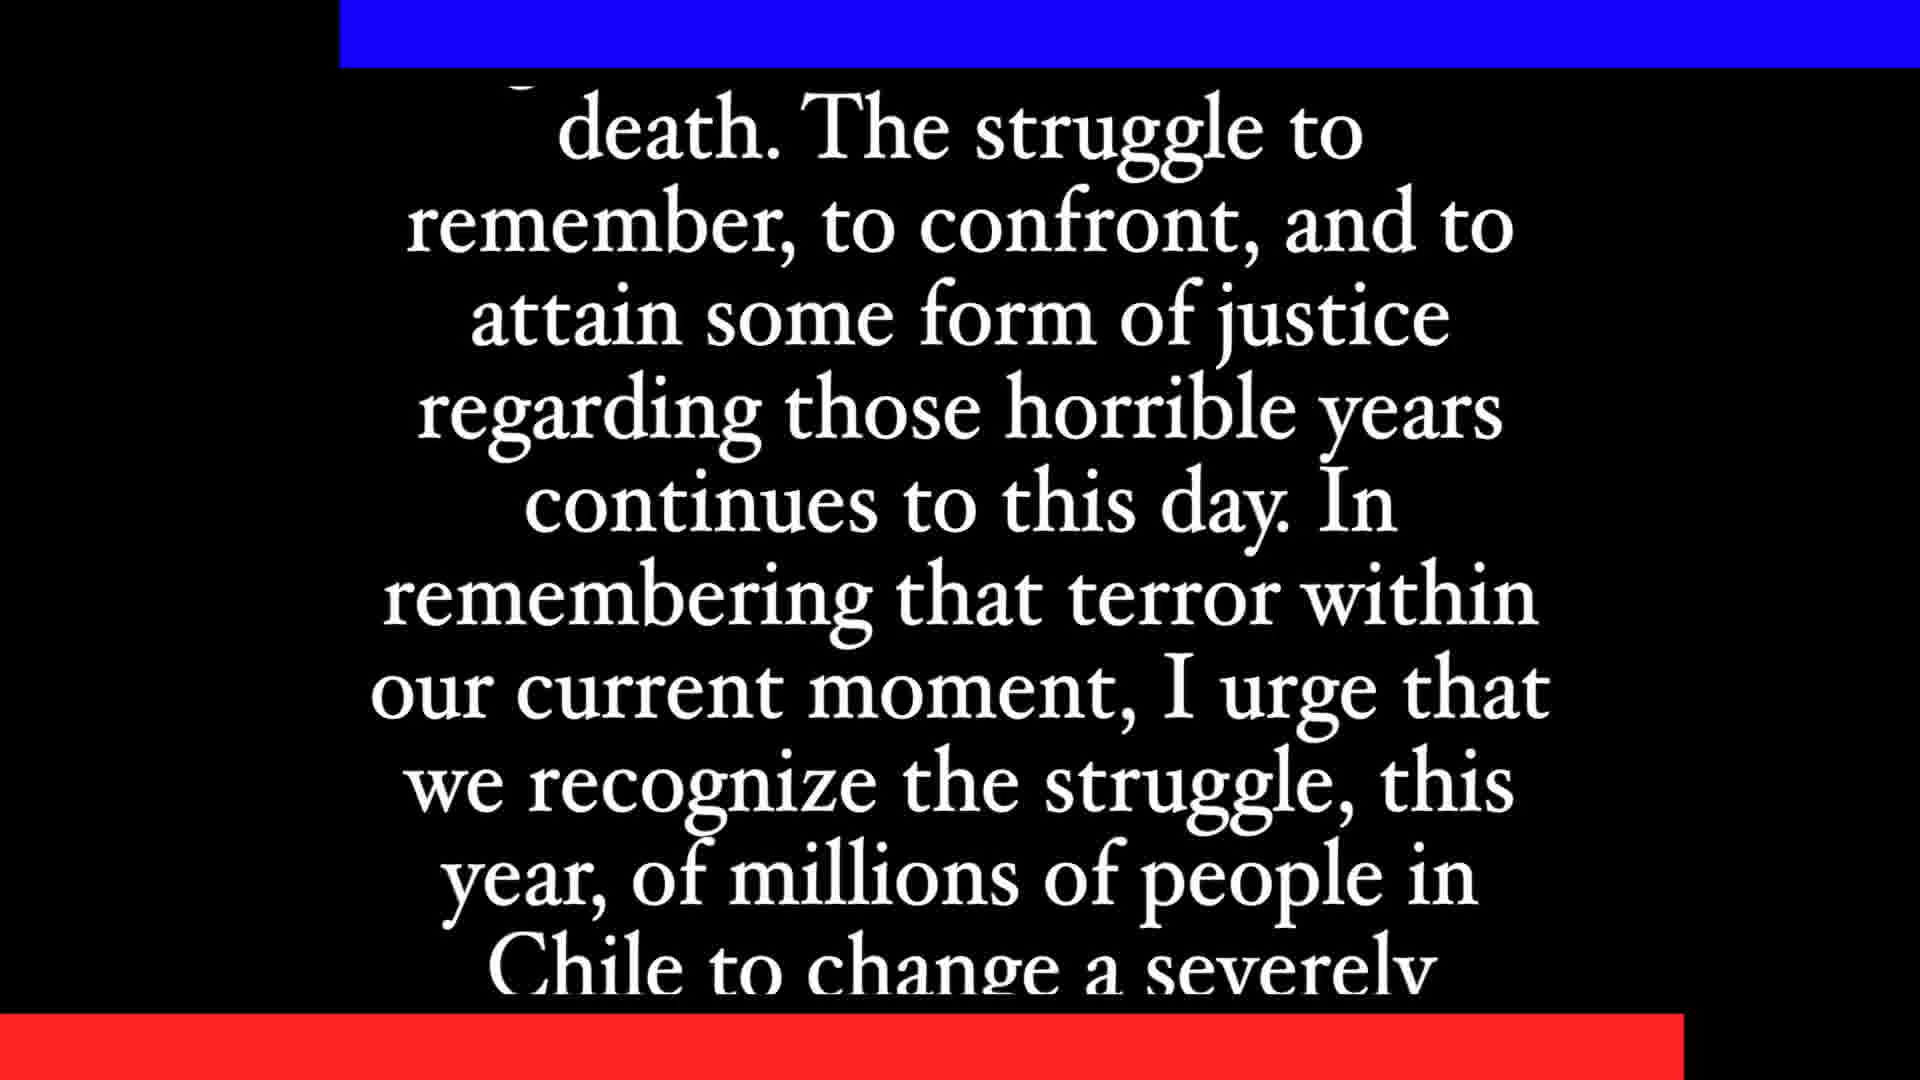 death. The struggle to
remember, to confront, and to
attain some form of justice
regarding those horrible years
continues to this day. In
remembering that terror within
our current moment, I urge that
we recognize the struggle, this
year, of millions of people in
Chile to change a severely